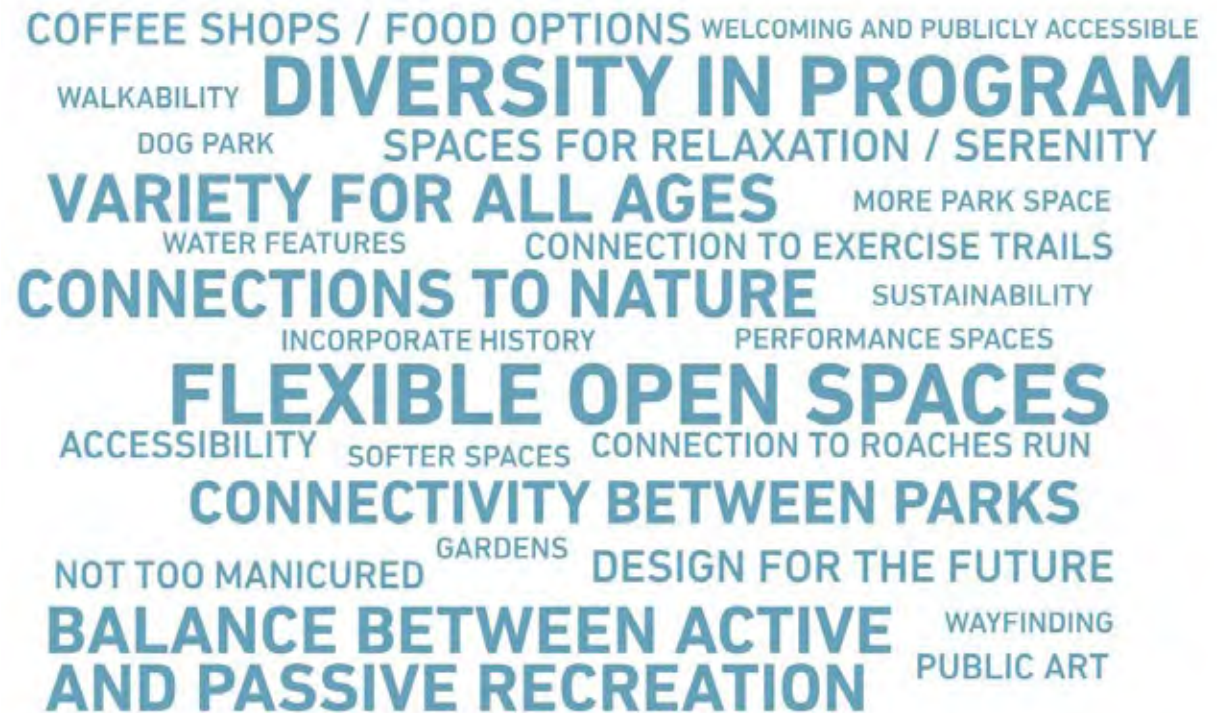 COFFEE SHOPS / FOOD OPTIONS WELCOMING AND PUBLICLY ACCESSIBLE
WALKABILITY DIVERSITY IN PROGRAM
DOG PARK SPACES FOR RELAXATION / SERENITY
VARIETY FOR ALL AGES MORE PARK SPACE
WATER FEATURES CONNECTION TO EXERCISE TRAILS
CONNECTIONS TO NATURE SUSTAINABILITY
INCORPORATE HISTORY PERFORMANCE SPACES
FLEXIBLE OPEN SPACES
ACCESSIBILITY SOFTER SPACES CONNECTION TO ROACHES RUN
CONNECTIVITY BETWEEN PARKS
NOT TOO MANICURED GARDENS DESIGN FOR THE FUTURE
BALANCE BETWEEN ACTIVE WAYFINDING
AND PASSIVE RECREATION PUBLIC ART